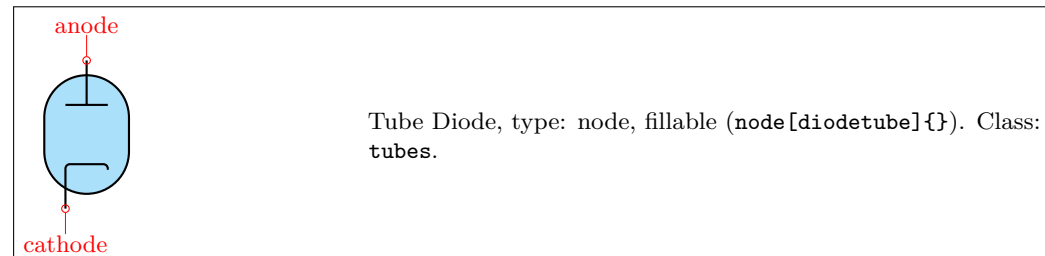 anode
Tube Diode, type: node, fillable (node[diodetube]{}). Class:
tubes.
cathode